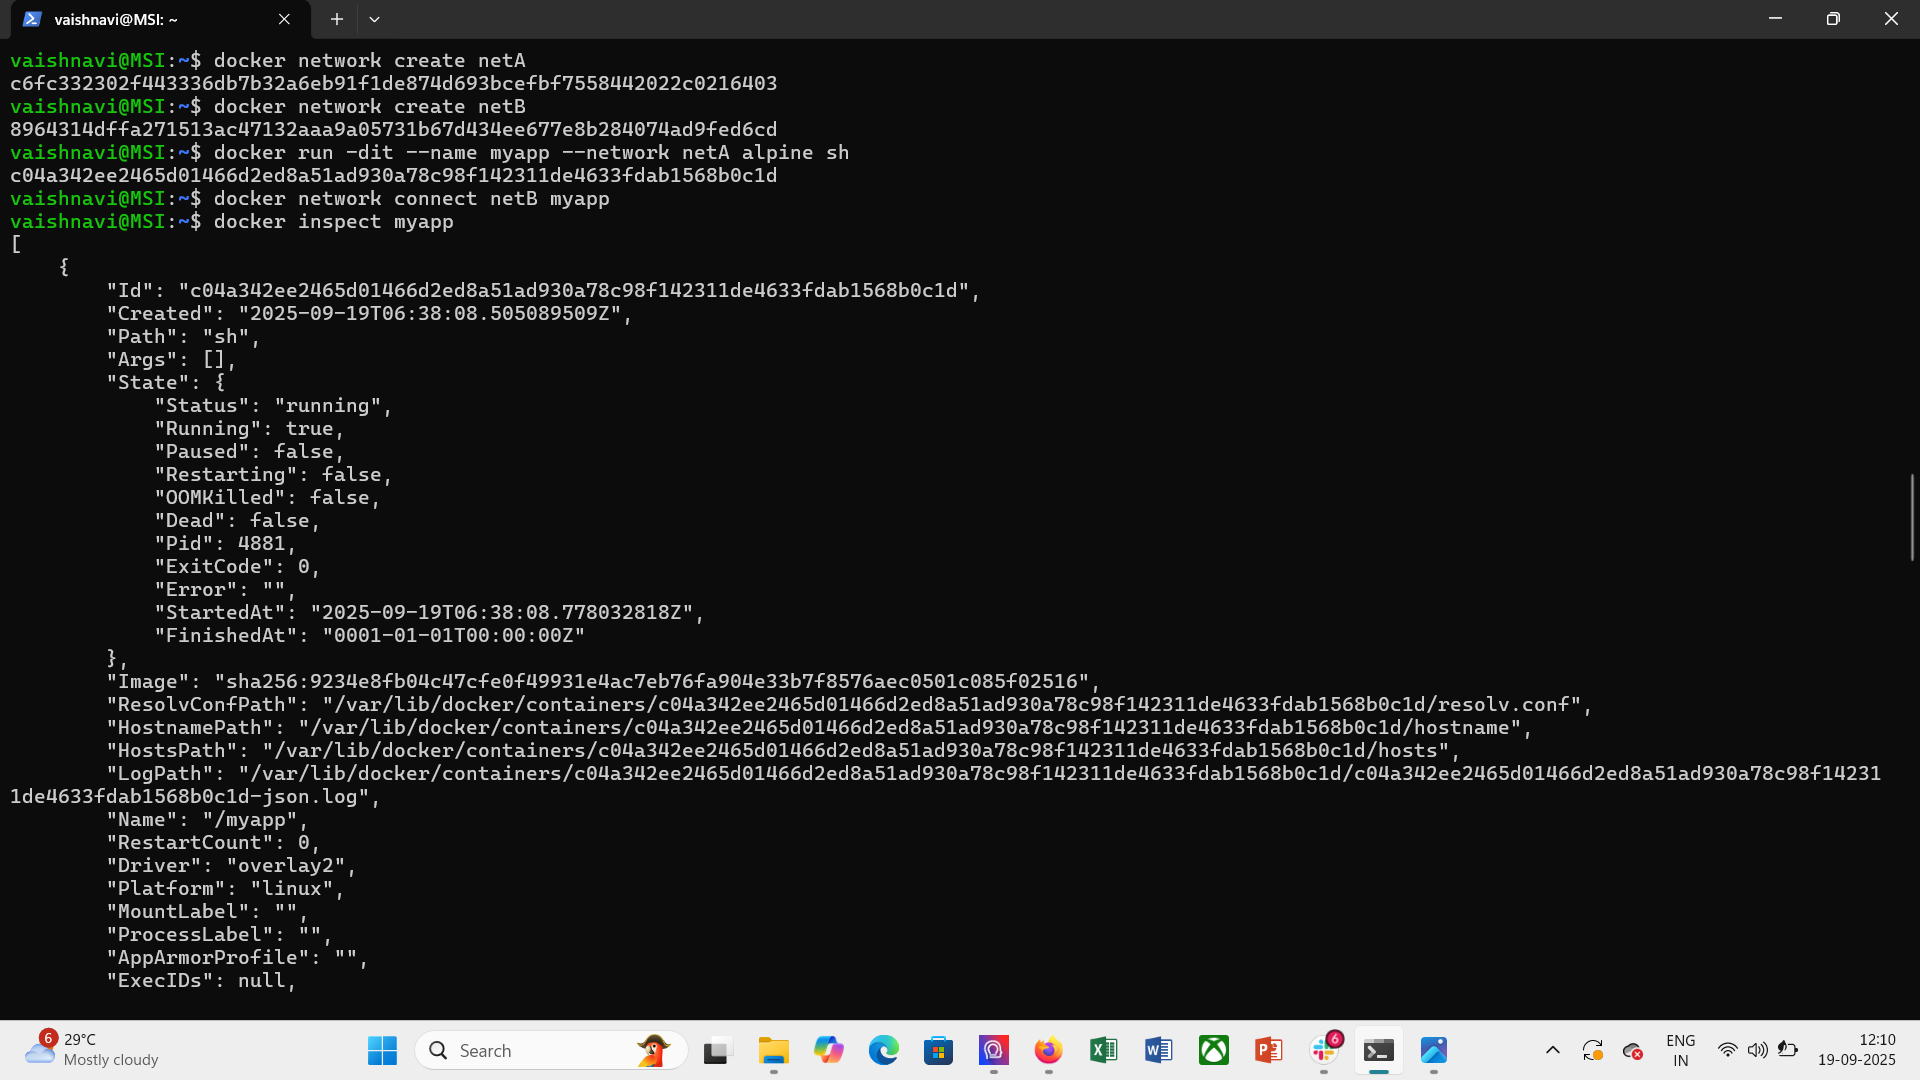 vaishnavi@MSI: ~
vaishnavi@MSI:~$ docker network create netA
c6fc332302f443336db7b32a6eb91f1de874d693bcefbf7558442022c0216403
vaishnavi@MSI:~$ docker network create netB
8964314dffa271513ac47132aaa9a05731b67d434ee677e8b284074ad9fed6cd
vaishnavi@MSI:~$ docker run -dit --name myapp --network netA alpine sh
c04a342ee2465d01466d2ed8a51ad930a78c98f142311de4633fdab1568b0c1d
vaishnavi@MSI:~$ docker network connect netB myapp
vaishnavi@MSI:~$ docker inspect myapp
[
    {
        "Id": "c04a342ee2465d01466d2ed8a51ad930a78c98f142311de4633fdab1568b0c1d",
        "Created": "2025-09-19T06:38:08.505089509Z",
        "Path": "sh",
        "Args": [],
        "State": {
            "Status": "running",
            "Running": true,
            "Paused": false,
            "Restarting": false,
            "OOMKilled": false,
            "Dead": false,
            "Pid": 4881,
            "ExitCode": 0,
            "Error": "",
            "StartedAt": "2025-09-19T06:38:08.778032818Z",
            "FinishedAt": "0001-01-01T00:00:00Z"
        },
        "Image": "sha256:9234e8fb04c47cfe0f49931e4ac7eb76fa904e33b7f8576aec0501c085f02516",
        "ResolvConfPath": "/var/lib/docker/containers/c04a342ee2465d01466d2ed8a51ad930a78c98f142311de4633fdab1568b0c1d/resolv.conf",
        "HostnamePath": "/var/lib/docker/containers/c04a342ee2465d01466d2ed8a51ad930a78c98f142311de4633fdab1568b0c1d/hostname",
        "HostsPath": "/var/lib/docker/containers/c04a342ee2465d01466d2ed8a51ad930a78c98f142311de4633fdab1568b0c1d/hosts",
        "LogPath": "/var/lib/docker/containers/c04a342ee2465d01466d2ed8a51ad930a78c98f142311de4633fdab1568b0c1d/c04a342ee2465d01466d2ed8a51ad930a78c98f14231
1de4633fdab1568b0c1d-json.log",
        "Name": "/myapp",
        "RestartCount": 0,
        "Driver": "overlay2",
        "Platform": "linux",
        "MountLabel": "",
        "ProcessLabel": "",
        "AppArmorProfile": "",
        "ExecIDs": null,
6
29°C
Mostly cloudy
Search
6
ENG
IN
12:10
19-09-2025